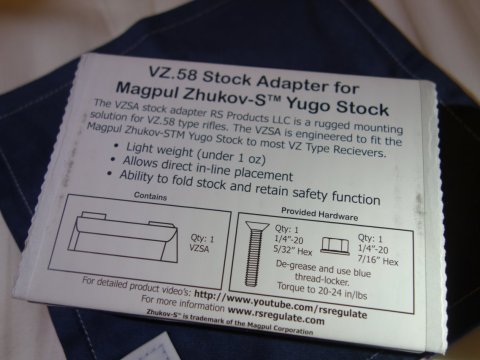 VZ.58 Stock Adapter for
Magpul Zhukov-S™ Yugo Stock
The VZSA stock adapter RS Products LLC is a rugged mounting
solution for VZ.58 type rifles. The VZSA is engineered to fit the
Magpul Zhukov-STM Yugo Stock to most VZ Type Recievers.
• Light weight (under 1 oz)
• Allows direct in-line placement
• Ability to fold stock and retain safety function
Contains
Qty: 1
VZSA
Provided Hardware
Qty: 1
1/4"-20
5/32" Hex
Qty: 1
1/4"-20
7/16" Hex
De-grease and use blue
thread-locker.
Torque to 20-24 in/lbs
For detailed product video's: http://www.youtube.com/rsregulate
For more information www.rsregulate.com
Zhukov-S™ is trademark of the Magpul Corporation